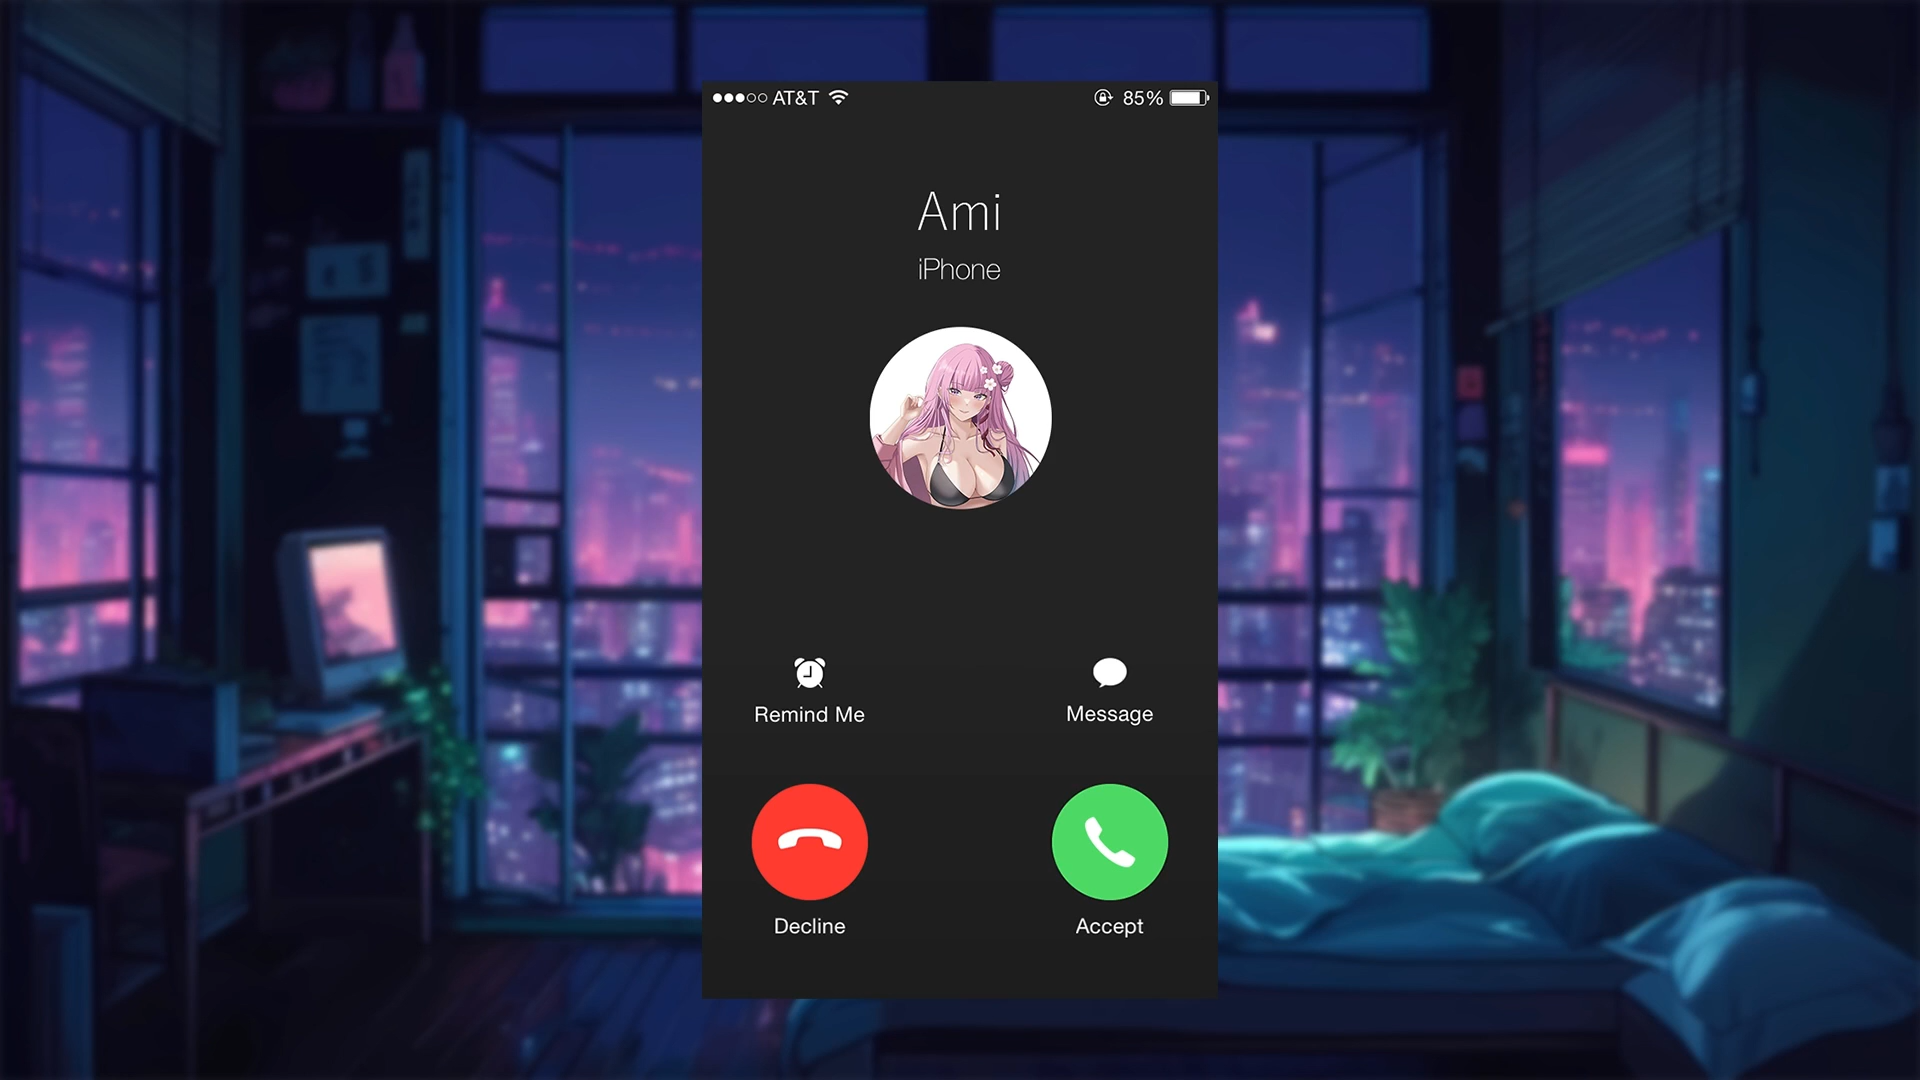 AT&T
85%
Ami
iPhone
Remind Me
Message
Decline
Accept